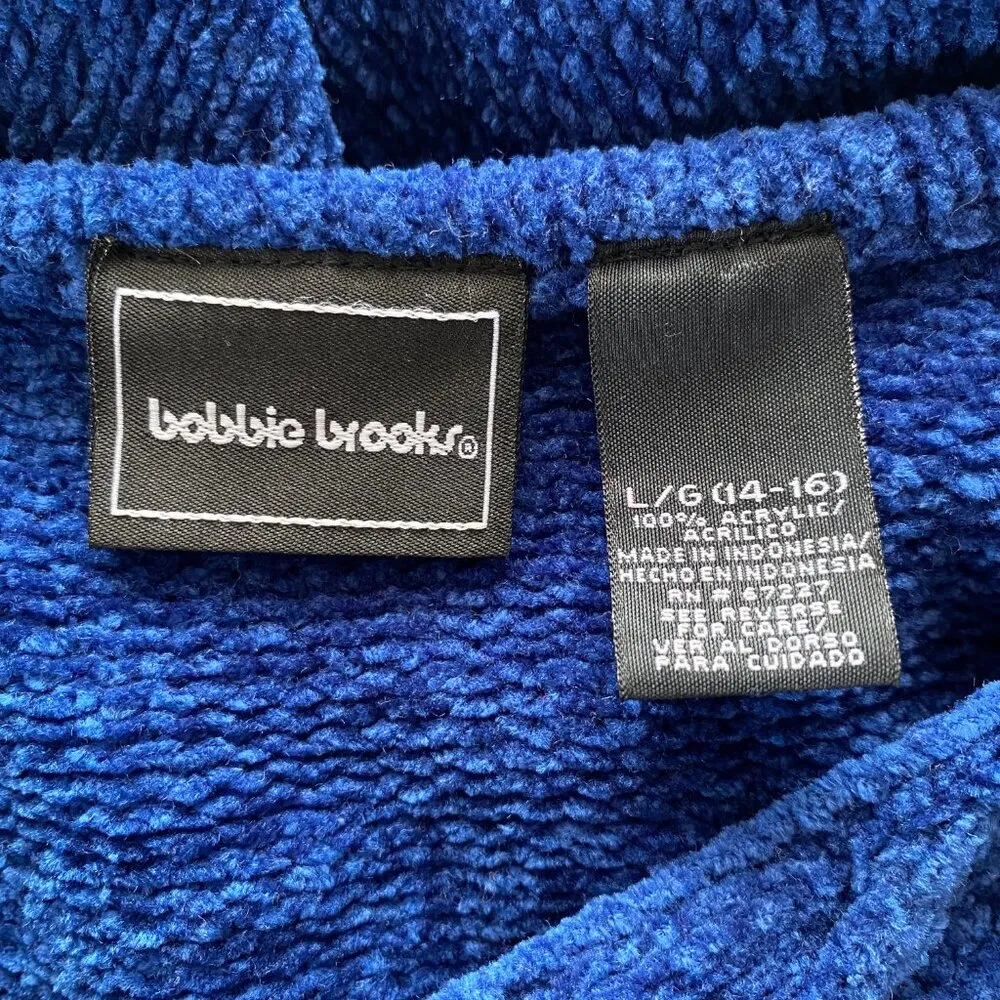 bobbie brooks®
L/G (14-16)
100% ACRYLIC/
ACRILICO
MADE IN INDONESIA/
HECHO EN INDONESIA
RN # 67227
SEE REVERSE
FOR CARE/
VER AL DORSO
PARA CUIDADO